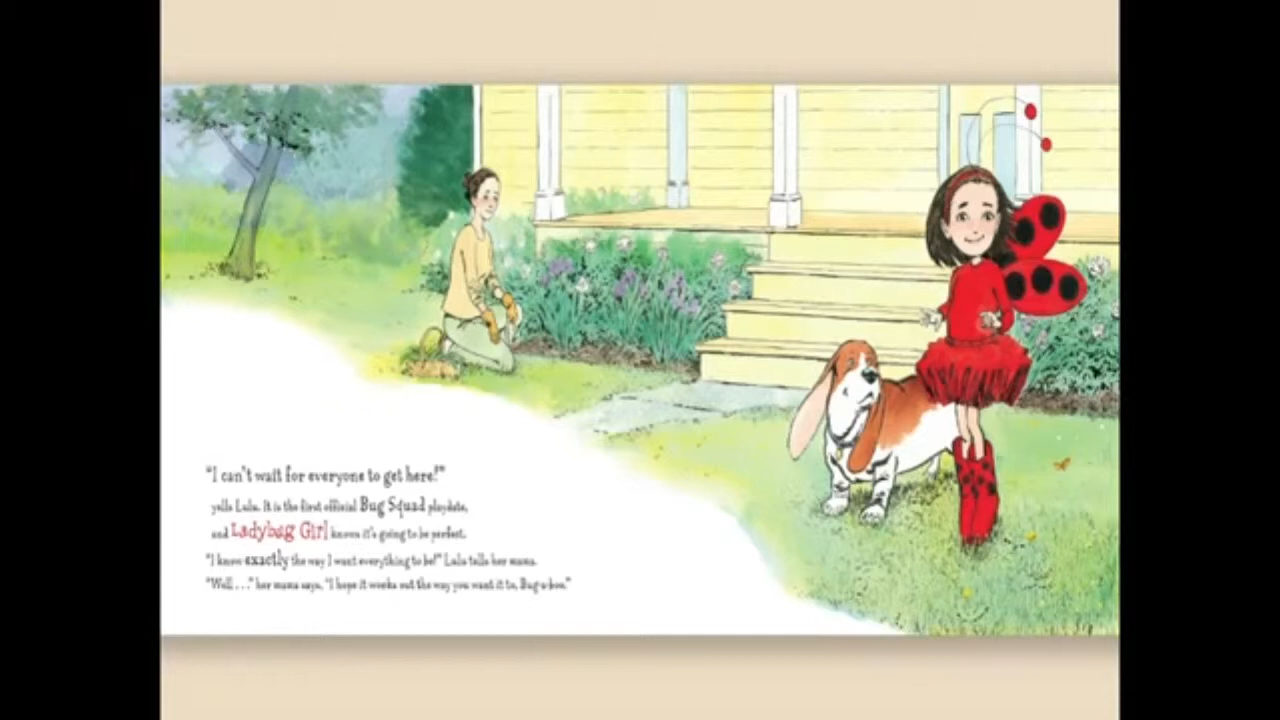 "I can't wait for everyone to get here!"
yells Lulu. It is the first official Bug Squad playdate,
and Ladybug Girl knows it's going to be perfect.
"I know exactly the way I want everything to be!" Lulu tells her mama.
"Well . . ." her mama says, "I hope it works out the way you want it to, Bug-a-boo."